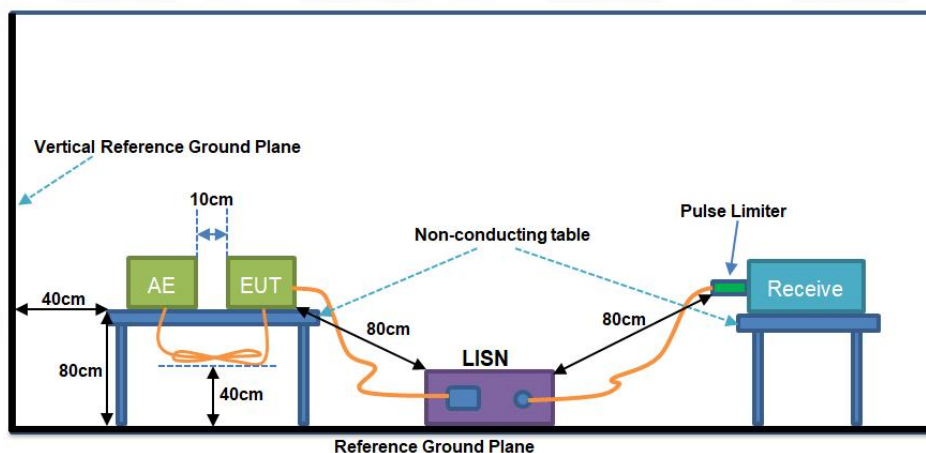 Vertical Reference Ground Plane
10cm
Pulse Limiter
Non-conducting table
AE
EUT
Receive
40cm
80cm
80cm
LISN
80cm
40cm
Reference Ground Plane